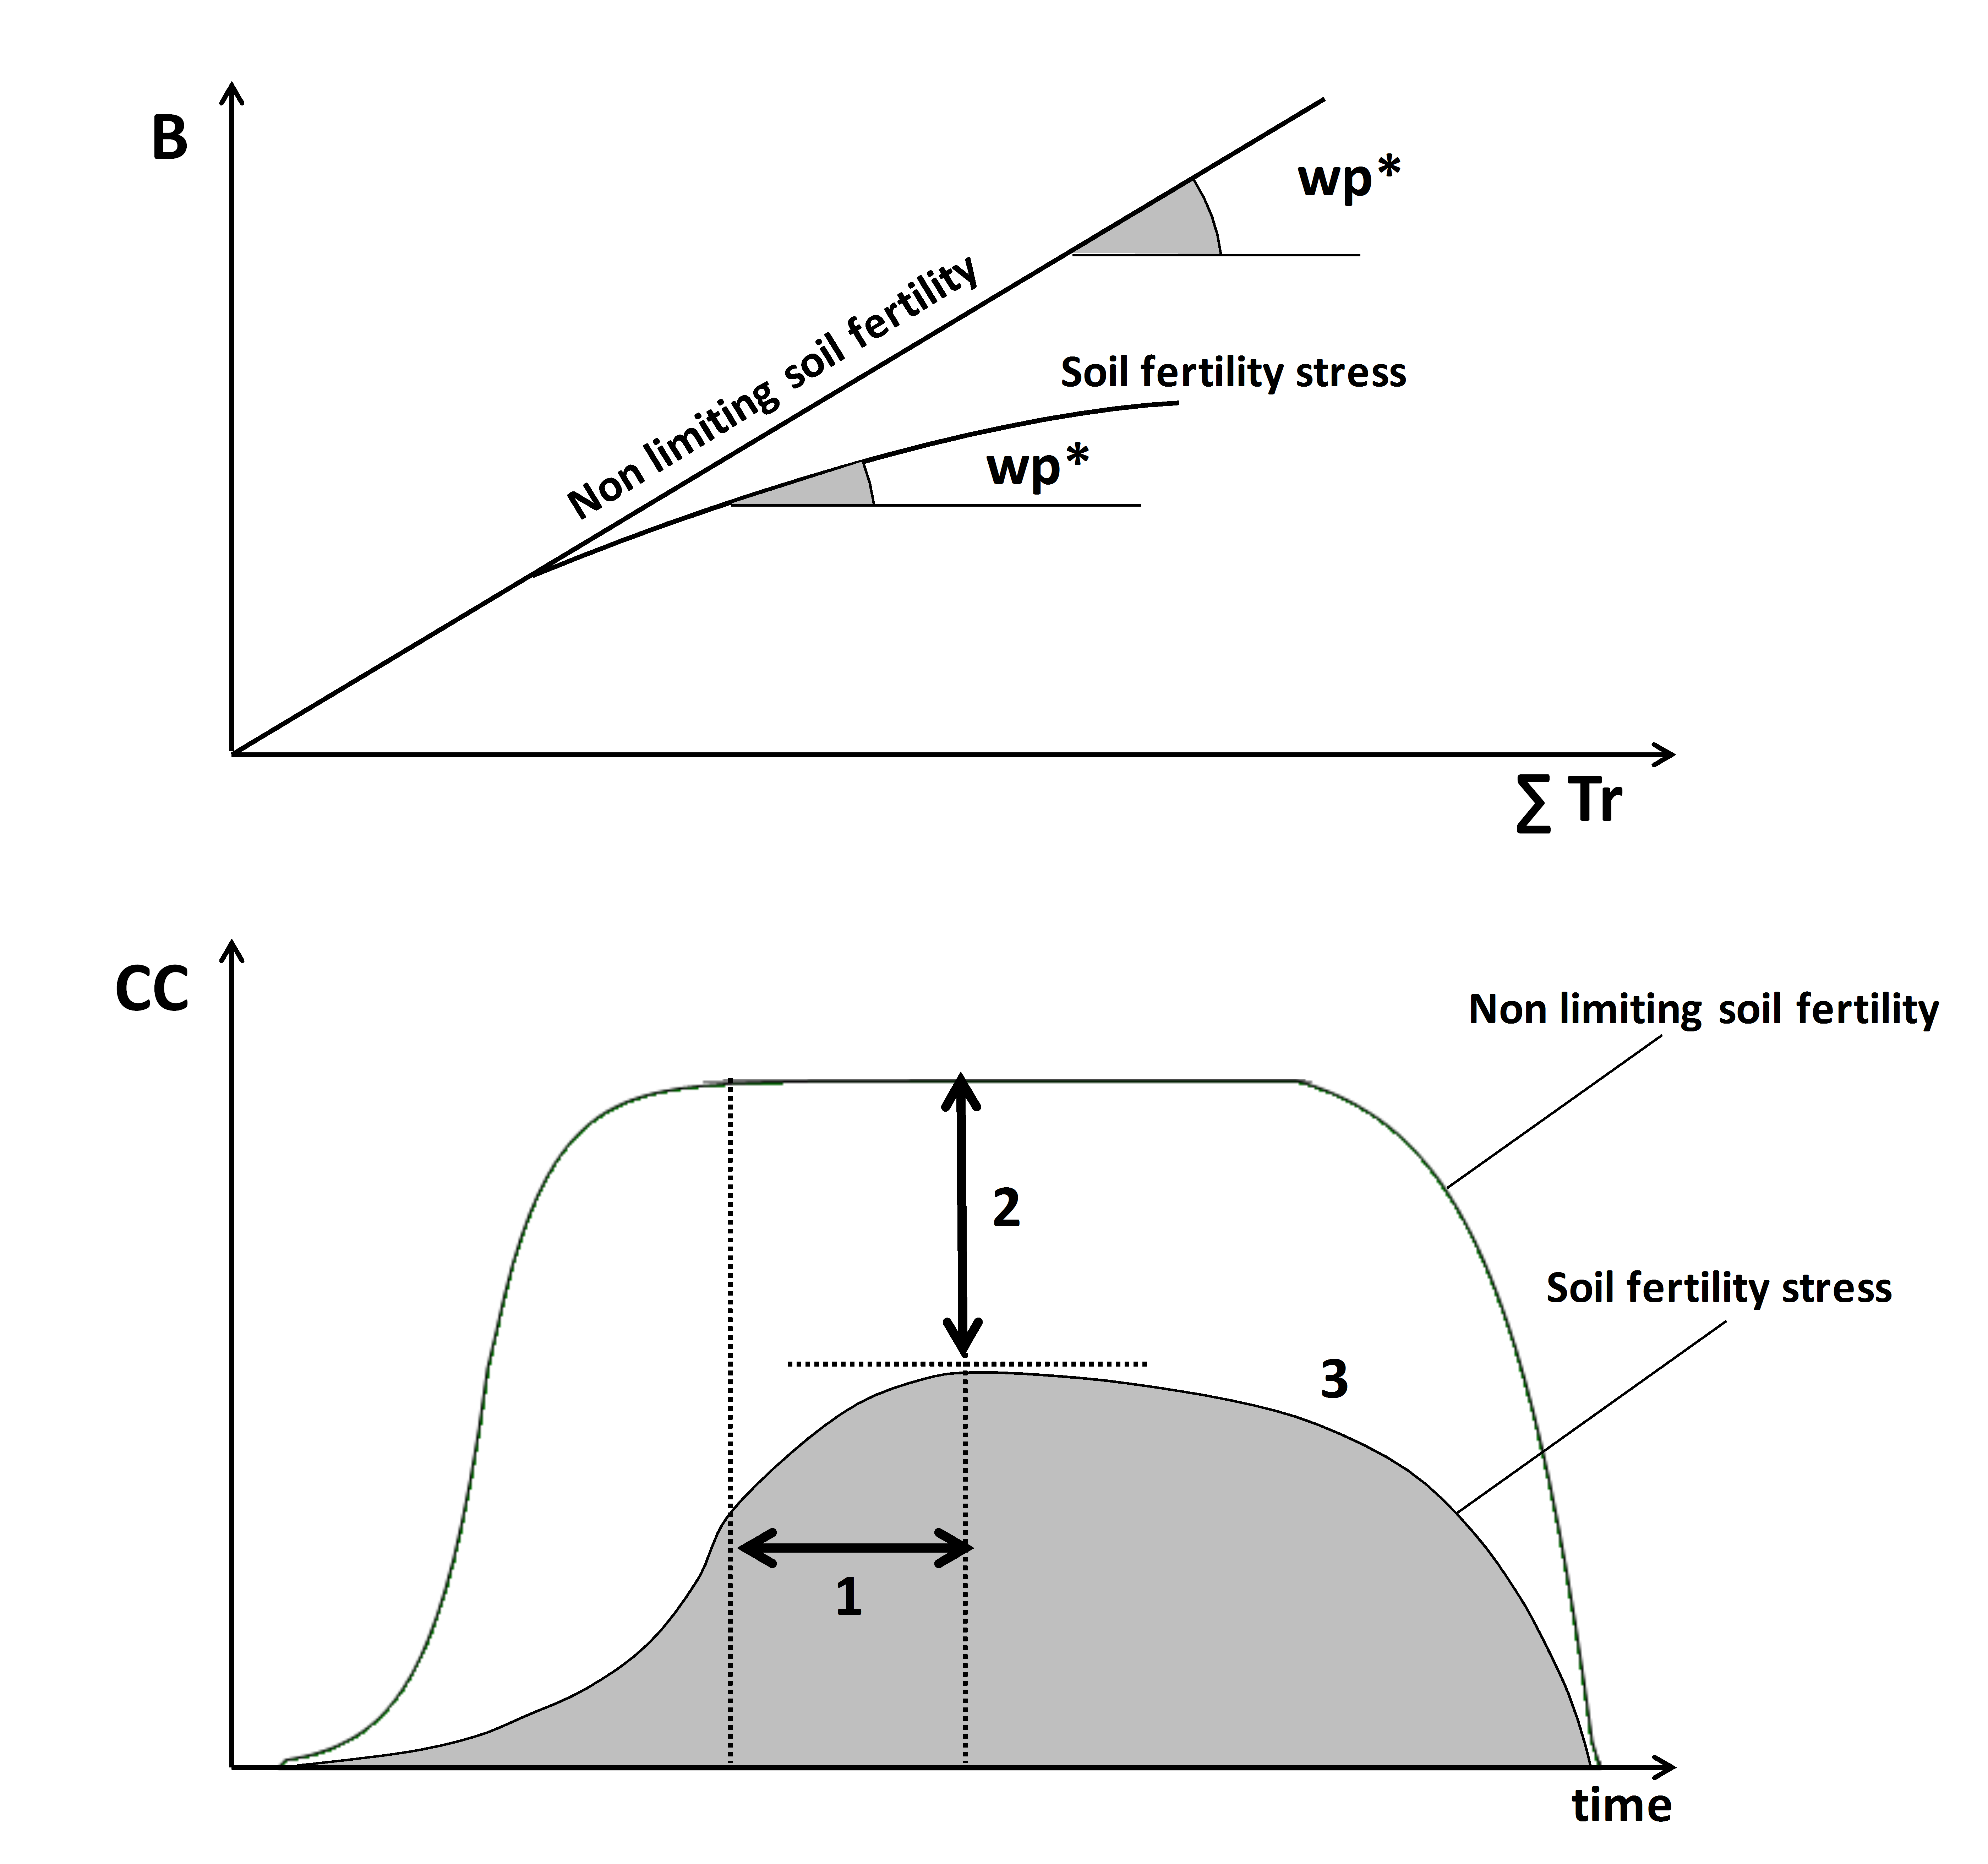 B
wp*
Non limiting soil fertility
Soil fertility stress
wp*
∑ Tr
CC
Non limiting soil fertility
2
Soil fertility stress
3
1
time